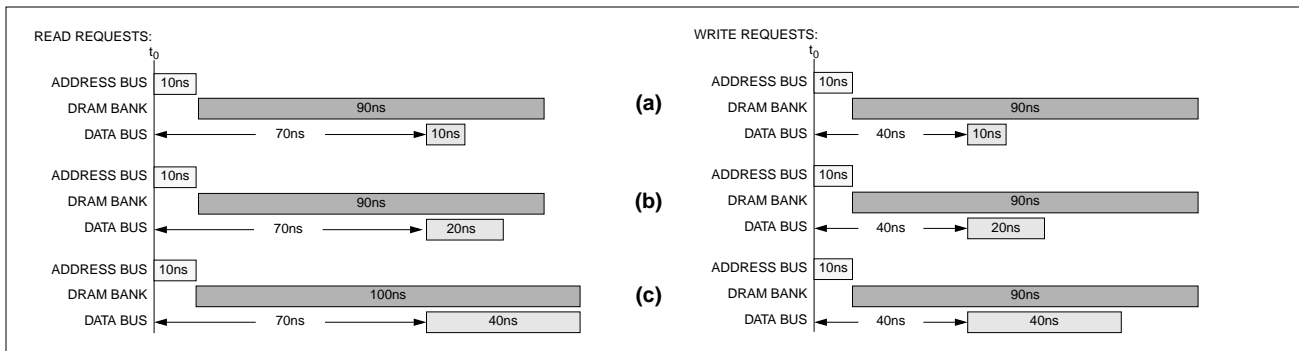 READ REQUESTS:
t0
ADDRESS BUS 10ns
DRAM BANK 90ns
DATA BUS 70ns 10ns
ADDRESS BUS 10ns
DRAM BANK 90ns
DATA BUS 70ns 20ns
ADDRESS BUS 10ns
DRAM BANK 100ns
DATA BUS 70ns 40ns
(a)
(b)
(c)
WRITE REQUESTS:
t0
ADDRESS BUS 10ns
DRAM BANK 90ns
DATA BUS 40ns 10ns
ADDRESS BUS 10ns
DRAM BANK 90ns
DATA BUS 40ns 20ns
ADDRESS BUS 10ns
DRAM BANK 90ns
DATA BUS 40ns 40ns